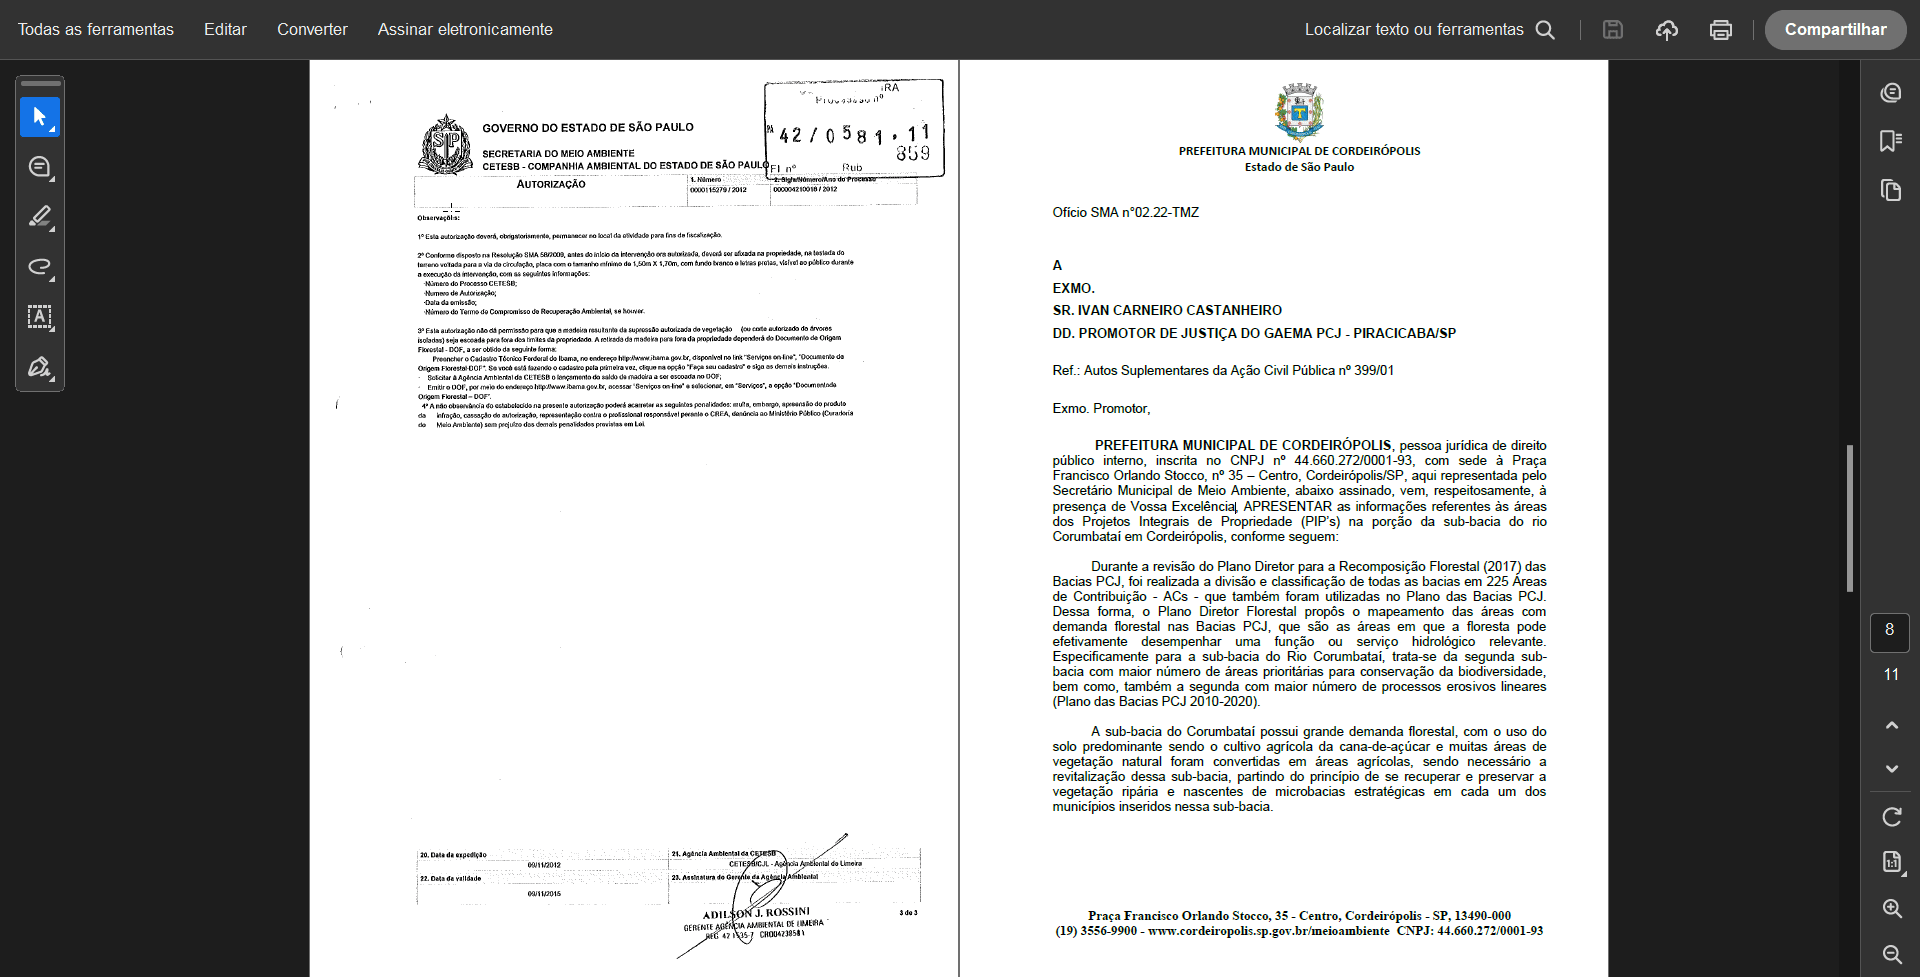 Todas as ferramentas
Editar
Converter
Assinar eletronicamente
Localizar texto ou ferramentas
Compartilhar
Processo nº
42/0581.11
859
Fl nº
Rub
GOVERNO DO ESTADO DE SÃO PAULO
SECRETARIA DO MEIO AMBIENTE
CETESB - COMPANHIA AMBIENTAL DO ESTADO DE SÃO PAULO
AUTORIZAÇÃO
1. Número
0000115279 / 2012
2. Sigla/Número/Ano do Processo
000004210018 / 2012
Observações:
1º Esta autorização deverá, obrigatoriamente, permanecer no local da atividade para fins de fiscalização.
2º Conforme disposto na Resolução SMA 58/2009, antes do início da intervenção ora autorizada, deverá ser afixada na propriedade, na testada do
terreno voltada para a via de circulação, placa com o tamanho mínimo de 1,50m X 1,70m, com fundo branco e letras pretas, visível ao público durante
a execução da intervenção, com as seguintes informações:
-Número do Processo CETESB;
-Numero de Autorização;
-Data da emissão;
-Número do Termo de Compromisso de Recuperação Ambiental, se houver.
3º Esta autorização não dá permissão para que a madeira resultante da supressão autorizada de vegetação (ou corte autorizado de árvores
isoladas) seja escoada para fora dos limites da propriedade. A retirada da madeira para fora da propriedade dependerá do Documento de Origem
Florestal - DOF, a ser obtido da seguinte forma:
Preencher o Cadastro Técnico Federal do Ibama, no endereço http://www.ibama.gov.br, disponível no link "Serviços on-line", "Documento de
Origem Florestal-DOF". Se você está fazendo o cadastro pela primeira vez, clique na opção "Faça seu cadastro" e siga as demais instruções.
- Solicitar à Agência Ambiental da CETESB o lançamento do saldo de madeira a ser escoada no DOF;
- Emitir o DOF, por meio do endereço http://www.ibama.gov.br, acessar "Serviços on-line" e selecionar, em "Serviços", a opção "Documentode
Origem Florestal – DOF".
4º A não observância do estabelecido na presente autorização poderá acarretar as seguintes penalidades: multa, embargo, apreensão do produto
da infração, cassação de autorização, representação contra o profissional responsável perante o CREA, denúncia ao Ministério Público (Curadoria
do Meio Ambiente) sem prejuízo das demais penalidades previstas em Lei.
20. Data da expedição
09/11/2012
21. Agência Ambiental da CETESB
CETESB/CJL - Agência Ambiental de Limeira
22. Data da validade
09/11/2015
23. Assinatura do Gerente da Agência Ambiental
ADILSON J. ROSSINI
GERENTE AGÊNCIA AMBIENTAL DE LIMEIRA
3 de 3
PREFEITURA MUNICIPAL DE CORDEIRÓPOLIS
Estado de São Paulo
Ofício SMA n°02.22-TMZ
A
EXMO.
SR. IVAN CARNEIRO CASTANHEIRO
DD. PROMOTOR DE JUSTIÇA DO GAEMA PCJ - PIRACICABA/SP
Ref.: Autos Suplementares da Ação Civil Pública nº 399/01
Exmo. Promotor,
PREFEITURA MUNICIPAL DE CORDEIRÓPOLIS, pessoa jurídica de direito
público interno, inscrita no CNPJ nº 44.660.272/0001-93, com sede à Praça
Francisco Orlando Stocco, nº 35 – Centro, Cordeirópolis/SP, aqui representada pelo
Secretário Municipal de Meio Ambiente, abaixo assinado, vem, respeitosamente, à
presença de Vossa Excelência, APRESENTAR as informações referentes às áreas
dos Projetos Integrais de Propriedade (PIP's) na porção da sub-bacia do rio
Corumbataí em Cordeirópolis, conforme seguem:
Durante a revisão do Plano Diretor para a Recomposição Florestal (2017) das
Bacias PCJ, foi realizada a divisão e classificação de todas as bacias em 225 Áreas
de Contribuição - ACs - que também foram utilizadas no Plano das Bacias PCJ.
Dessa forma, o Plano Diretor Florestal propôs o mapeamento das áreas com
demanda florestal nas Bacias PCJ, que são as áreas em que a floresta pode
efetivamente desempenhar uma função ou serviço hidrológico relevante.
Especificamente para a sub-bacia do Rio Corumbataí, trata-se da segunda sub-
bacia com maior número de áreas prioritárias para conservação da biodiversidade,
bem como, também a segunda com maior número de processos erosivos lineares
(Plano das Bacias PCJ 2010-2020).
A sub-bacia do Corumbataí possui grande demanda florestal, com o uso do
solo predominante sendo o cultivo agrícola da cana-de-açúcar e muitas áreas de
vegetação natural foram convertidas em áreas agrícolas, sendo necessário a
revitalização dessa sub-bacia, partindo do princípio de se recuperar e preservar a
vegetação ripária e nascentes de microbacias estratégicas em cada um dos
municípios inseridos nessa sub-bacia.
Praça Francisco Orlando Stocco, 35 - Centro, Cordeirópolis - SP, 13490-000
(19) 3556-9900 - www.cordeiropolis.sp.gov.br/meioambiente CNPJ: 44.660.272/0001-93
8
11